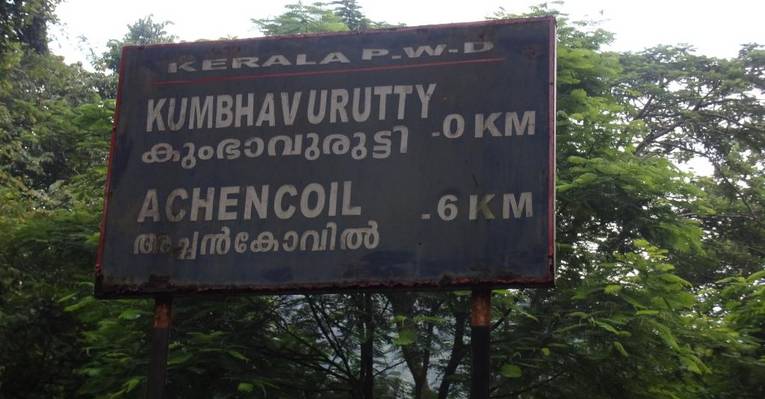 KERALA P.W.D
KUMBHAVURUTTY -0 KM
കുംഭാവുരുട്ടി
ACHENCOIL -6 KM
അച്ചൻകോവിൽ